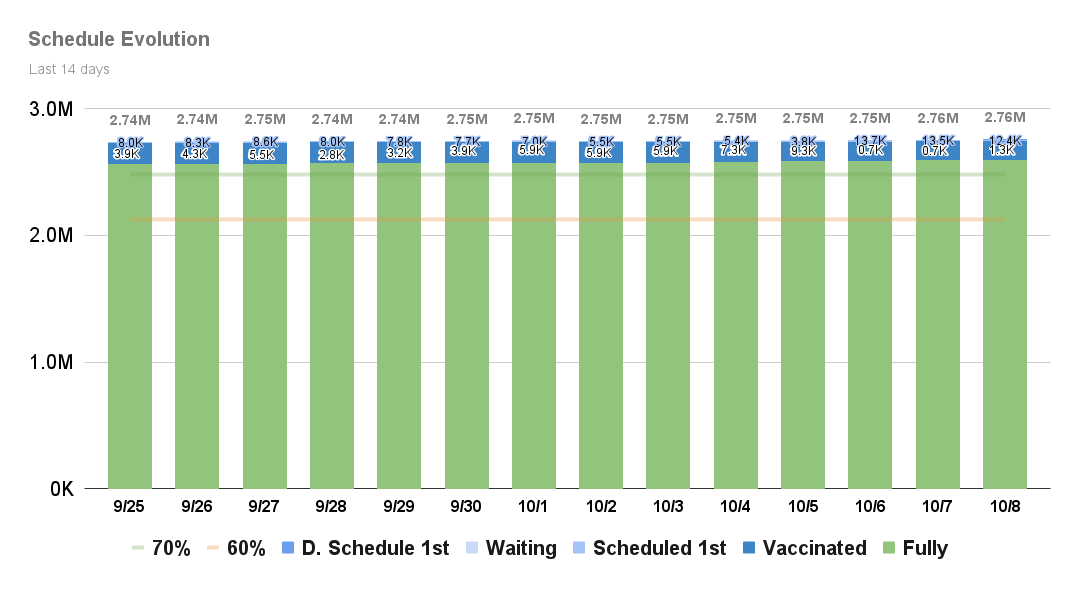 Schedule Evolution
Last 14 days
3.0M
2.74M 2.74M 2.75M 2.74M 2.74M 2.75M 2.75M 2.75M 2.75M 2.75M 2.75M 2.75M 2.76M 2.76M
8.0K 8.3K 8.6K 8.0K 7.8K 7.7K 7.0K 5.5K 5.5K 5.4K 3.8K 13.7K 13.5K 12.4K
3.9K 4.3K 5.5K 2.8K 3.2K 3.9K 5.9K 5.9K 5.9K 7.3K 9.3K 0.7K 0.7K 1.3K
2.0M
1.0M
0K
9/25 9/26 9/27 9/28 9/29 9/30 10/1 10/2 10/3 10/4 10/5 10/6 10/7 10/8
70% 60% D. Schedule 1st Waiting Scheduled 1st Vaccinated Fully